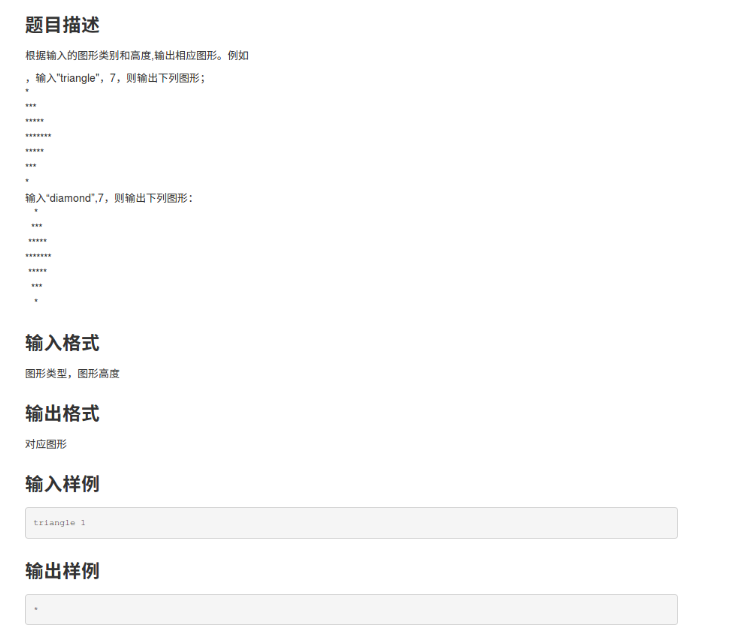 题目描述
根据输入的图形类别和高度,输出相应图形。例如
，输入"triangle"，7，则输出下列图形；
*
***
*****
*******
*****
***
*
输入“diamond",7，则输出下列图形：
   *
  ***
 *****
*******
 *****
  ***
   *
输入格式
图形类型，图形高度
输出格式
对应图形
输入样例
triangle 1
输出样例
*